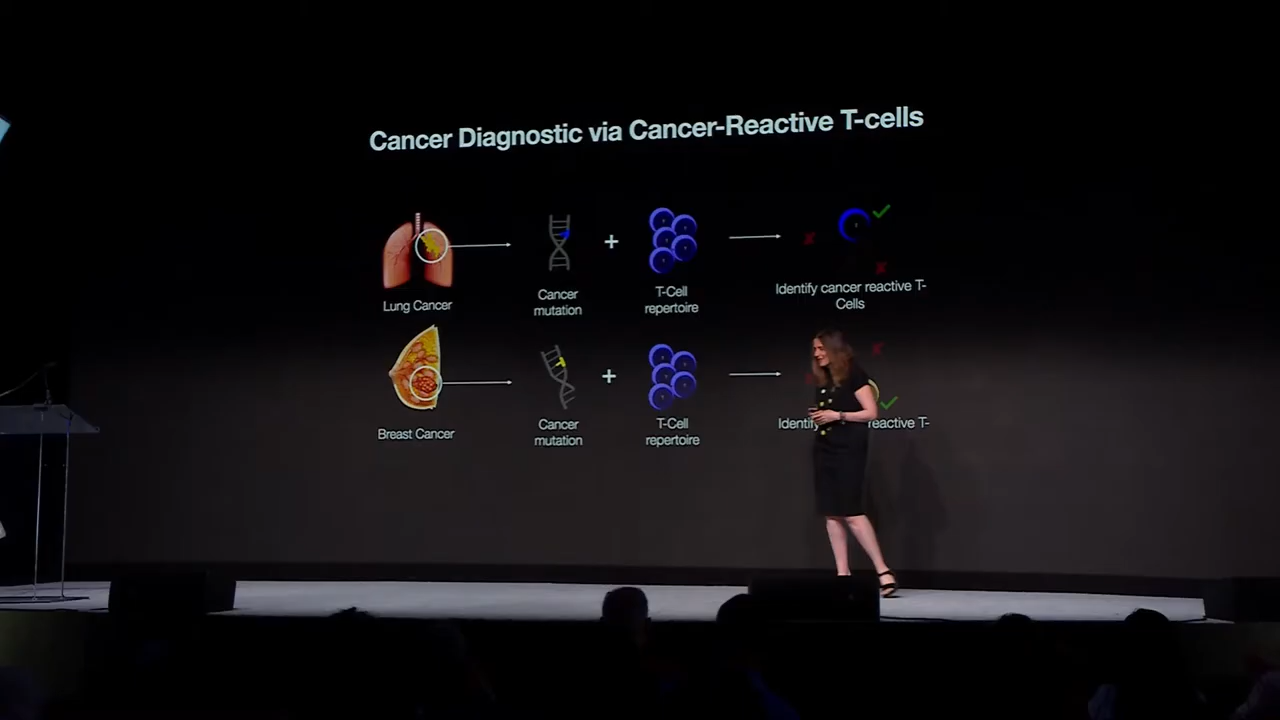 Cancer Diagnostic via Cancer-Reactive T-cells
Lung Cancer
Cancer
mutation
+
T-Cell
repertoire
Identify cancer reactive T-
Cells
Breast Cancer
Cancer
mutation
+
T-Cell
repertoire
reactive T-